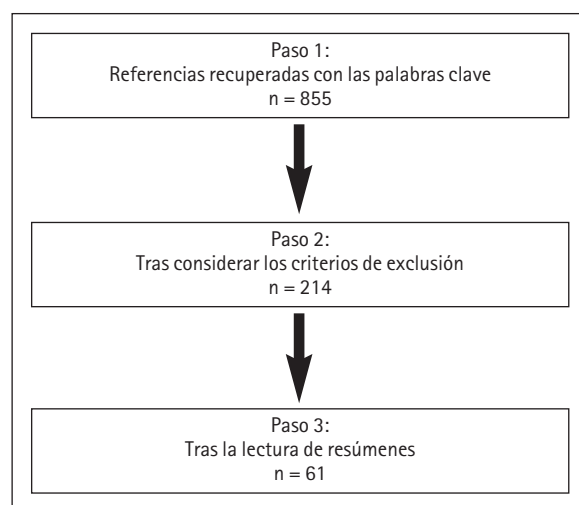 Paso 1:
Referencias recuperadas con las palabras clave
n = 855
Paso 2:
Tras considerar los criterios de exclusión
n = 214
Paso 3:
Tras la lectura de resúmenes
n = 61